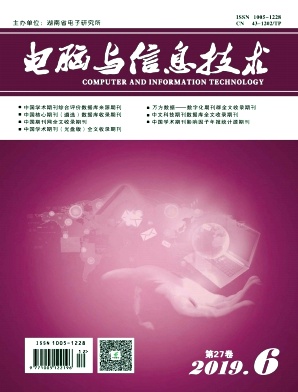 主办单位：湖南省电子研究所
ISSN 1005-1228
CN 43-1202/TP
电脑与信息技术
COMPUTER AND INFORMATION TECHNOLOGY
■ 中国学术期刊综合评价数据库来源期刊
■ 中国核心期刊（遴选）数据库收录期刊
■ 中国期刊网全文收录期刊
■ 中国学术期刊（光盘版）全文收录期刊
■ 万方数据——数字化期刊群全文收录期刊
■ 中文科技期刊数据库全文收录期刊
■ 中国学术期刊影响因子年报统计源期刊
ISSN 1005-1228
12>
9 771005 122196
第27卷
2019.6